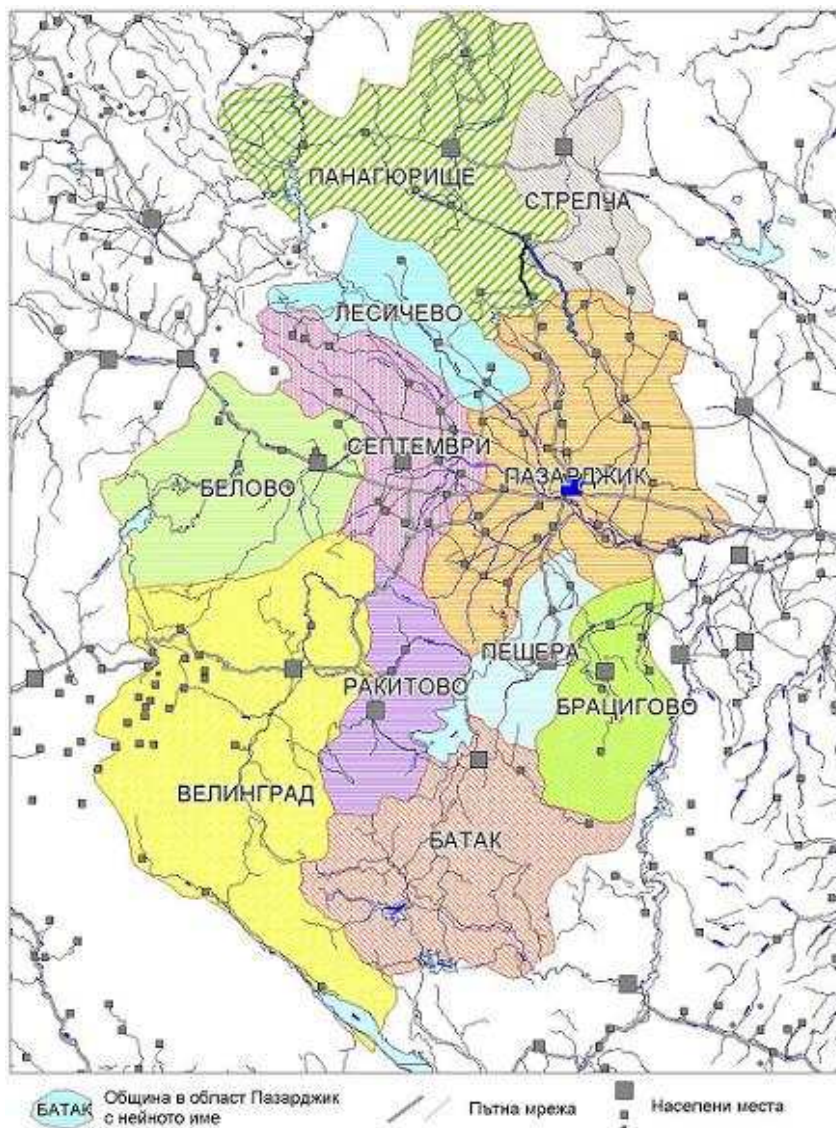 ПАНАГЮРИЩЕ
СТРЕЛЧА
ЛЕСИЧЕВО
СЕПТЕМВРИ
БЕЛОВО
ПАЗАРДЖИК
ПЕЩЕРА
РАКИТОВО
БРАЦИГОВО
ВЕЛИНГРАД
БАТАК
БАТАК
Община в област Пазарджик
с нейното име
Пътна мрежа
Населени места